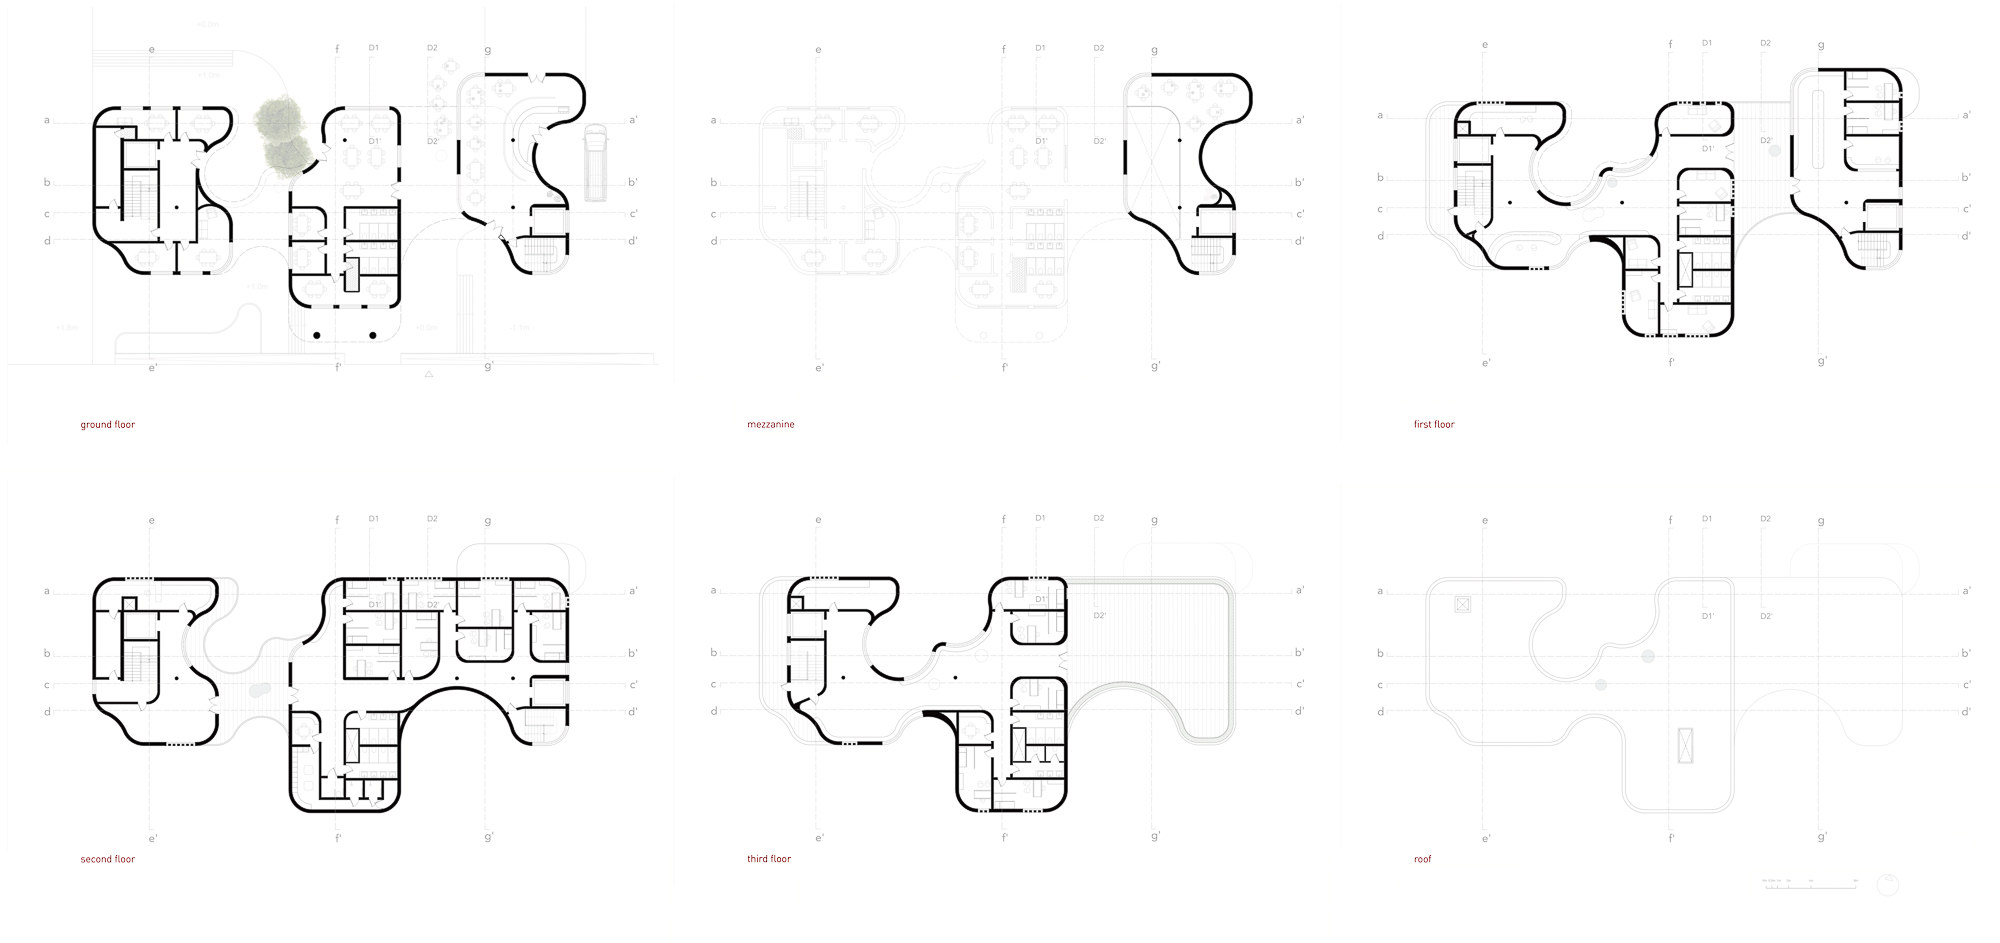 +0.0m
e f D1 D2 g
+1.0m
a a'
D1' D2'
b b'
c c'
d d'
+1.0m
+0.0m
e' f' g'
ground floor
e f D1 D2 g
a a'
D1' D2'
b b'
c c'
d d'
e' f' g'
mezzanine
e f D1 D2 g
a a'
D1' D2'
b b'
c c'
d d'
e' f' g'
first floor
e f D1 D2 g
a a'
D1' D2'
b b'
c c'
d d'
e' f' g'
second floor
e f D1 D2 g
a a'
D1' D2'
b b'
c c'
d d'
e' f' g'
third floor
e f D1 D2 g
a a'
D1' D2'
b b'
c c'
d d'
e' f' g'
roof